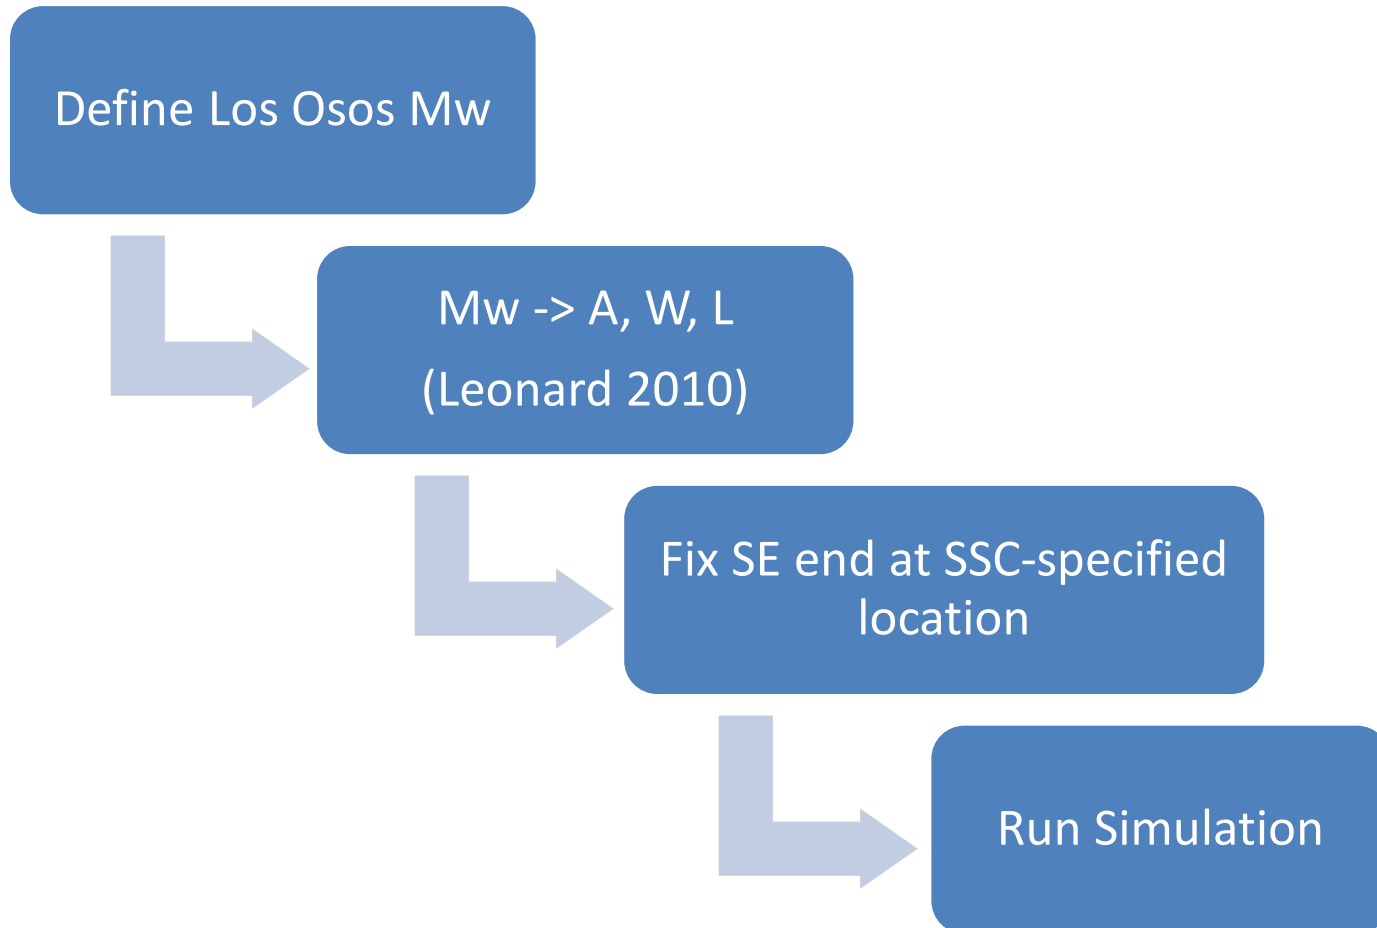 Define Los Osos Mw
Mw -> A, W, L
(Leonard 2010)
Fix SE end at SSC-specified
location
Run Simulation